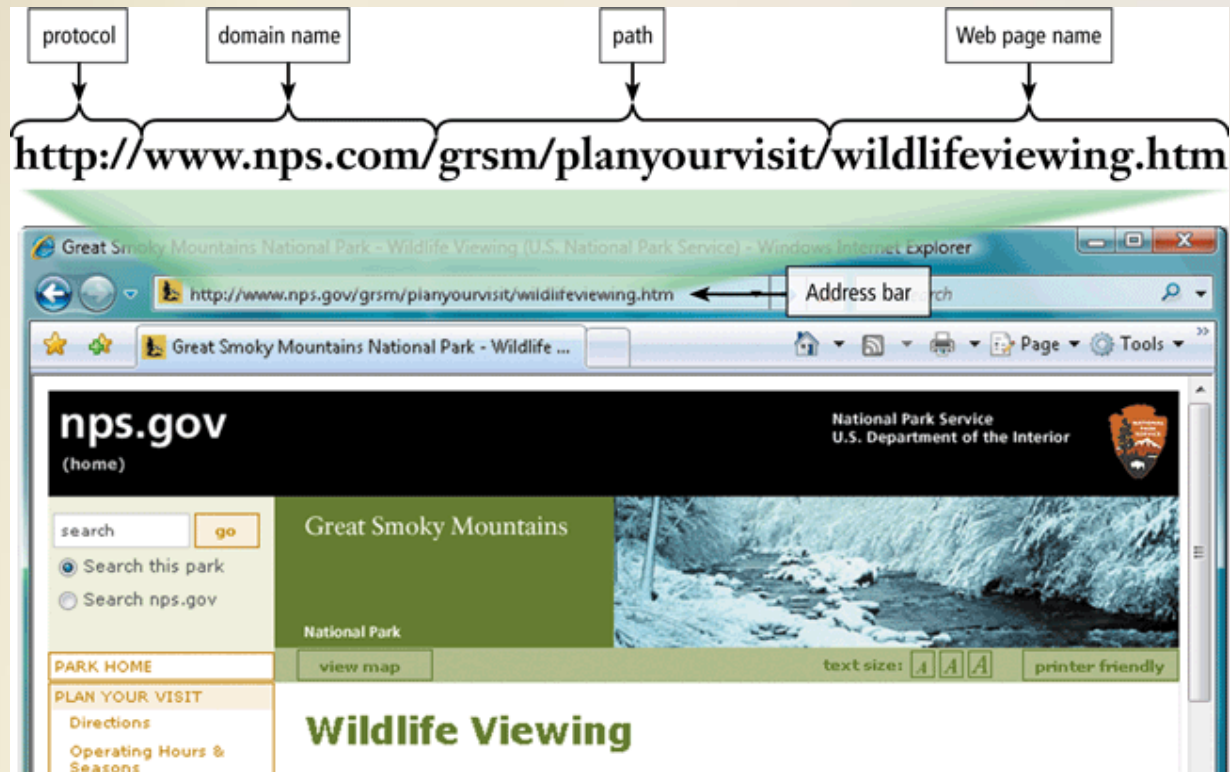 protocol
domain name
path
Web page name
http://www.nps.com/grsm/planyourvisit/wildlifeviewing.htm
Great Smoky Mountains National Park - Wildlife Viewing (U.S. National Park Service) - Windows Internet Explorer
http://www.nps.gov/grsm/planyourvisit/wildlifeviewing.htm
Address bar
Great Smoky Mountains National Park - Wildlife ...
Page
Tools
nps.gov
(home)
National Park Service
U.S. Department of the Interior
search
go
Search this park
Search nps.gov
Great Smoky Mountains
National Park
PARK HOME
view map
text size: A A A
printer friendly
PLAN YOUR VISIT
Directions
Operating Hours &
Seasons
Wildlife Viewing